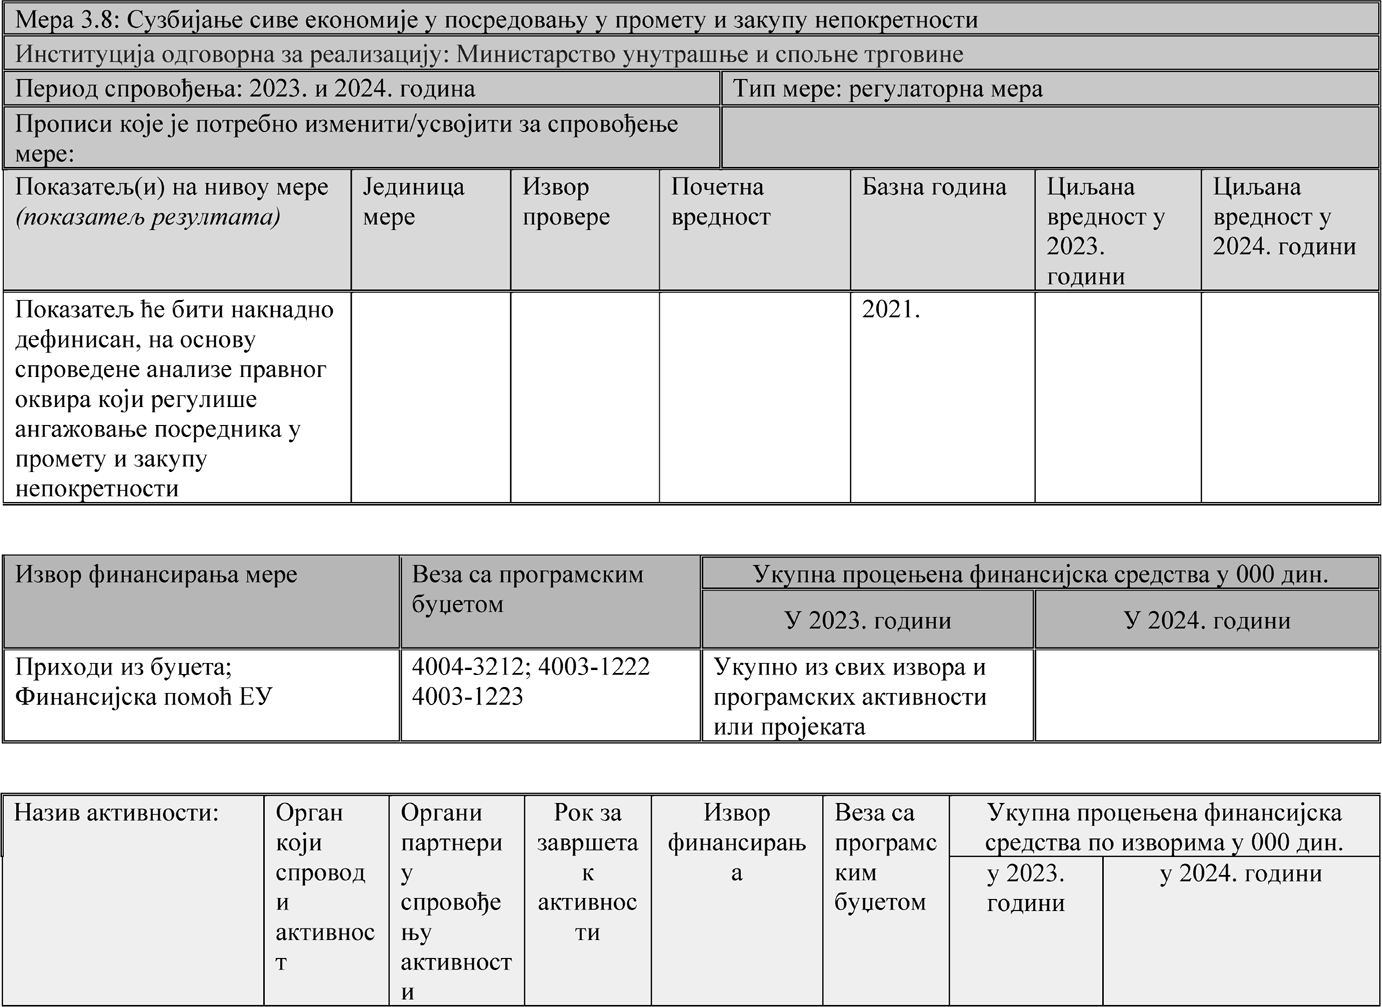 Мера 3.8: Сузбијање сиве економије у посредовању у промету и закупу непокретности
Институција одговорна за реализацију: Министарство унутрашње и спољне трговине
Период спровођења: 2023. и 2024. година
Тип мере: регулаторна мера
Прописи које је потребно изменити/усвојити за спровођење
мере:
Показатељ(и) на нивоу мере
(показатељ резултата)
Јединица
мере
Извор
провере
Почетна
вредност
Базна година
Циљана
вредност у
2023.
години
Циљана
вредност у
2024. години
Показатељ ће бити накнадно
дефинисан, на основу
спроведене анализе правног
оквира који регулише
ангажовање посредника у
промету и закупу
непокретности
2021.
Извор финансирања мере
Веза са програмским
буџетом
Укупна процењена финансијска средства у 000 дин.
У 2023. години
У 2024. години
Приходи из буџета;
Финансијска помоћ ЕУ
4004-3212; 4003-1222
4003-1223
Укупно из свих извора и
програмских активности
или пројеката
Назив активности:
Орган
који
спровод
и
активнос
т
Органи
партнери
у
спровође
њу
активност
и
Рок за
завршета
к
активнос
ти
Извор
финансирањ
а
Веза са
програмс
ким
буџетом
Укупна процењена финансијска
средства по изворима у 000 дин.
у 2023.
години
у 2024. години